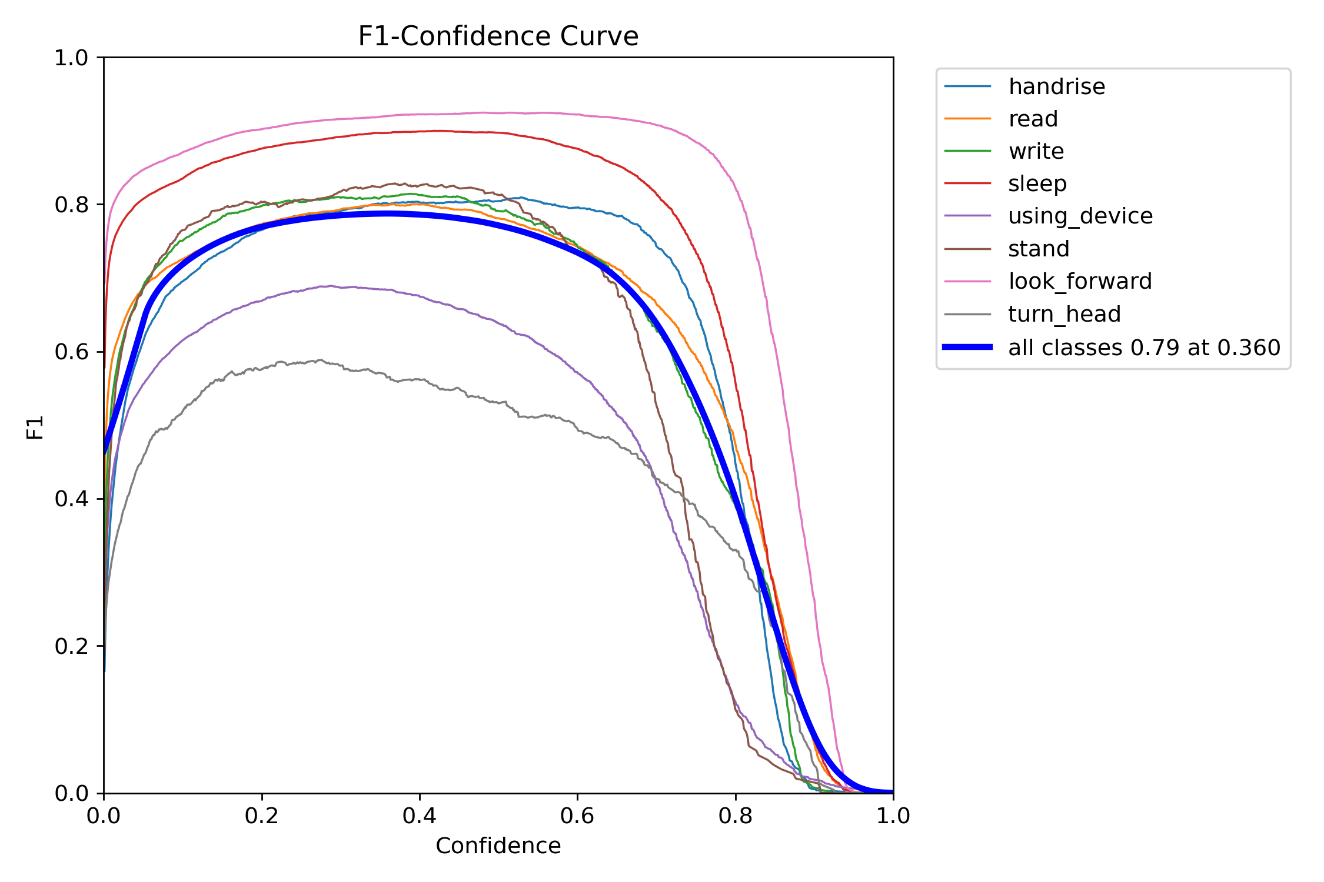 F1-Confidence Curve
1.0
0.8
0.6
0.4
0.2
0.0
F1
0.0 0.2 0.4 0.6 0.8 1.0
Confidence
handrise
read
write
sleep
using_device
stand
look_forward
turn_head
all classes 0.79 at 0.360